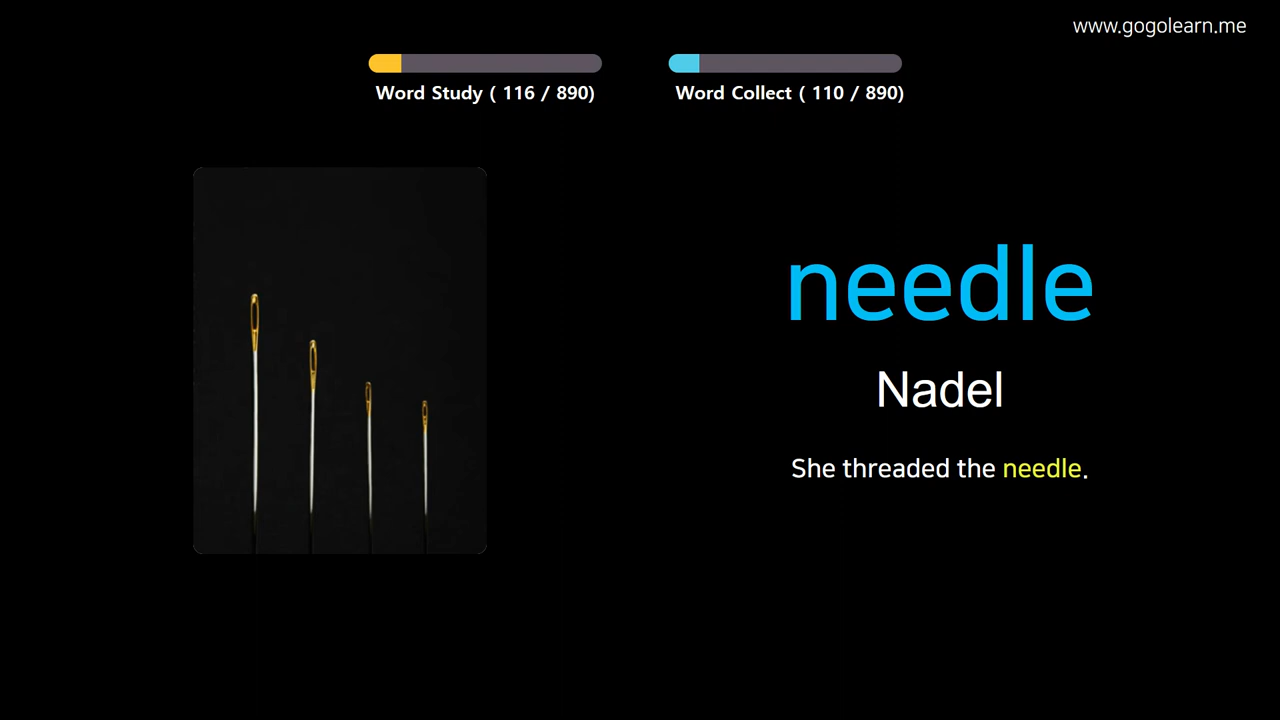 www.gogolearn.me
Word Study ( 116 / 890)
Word Collect ( 110 / 890)
needle
Nadel
She threaded the needle.